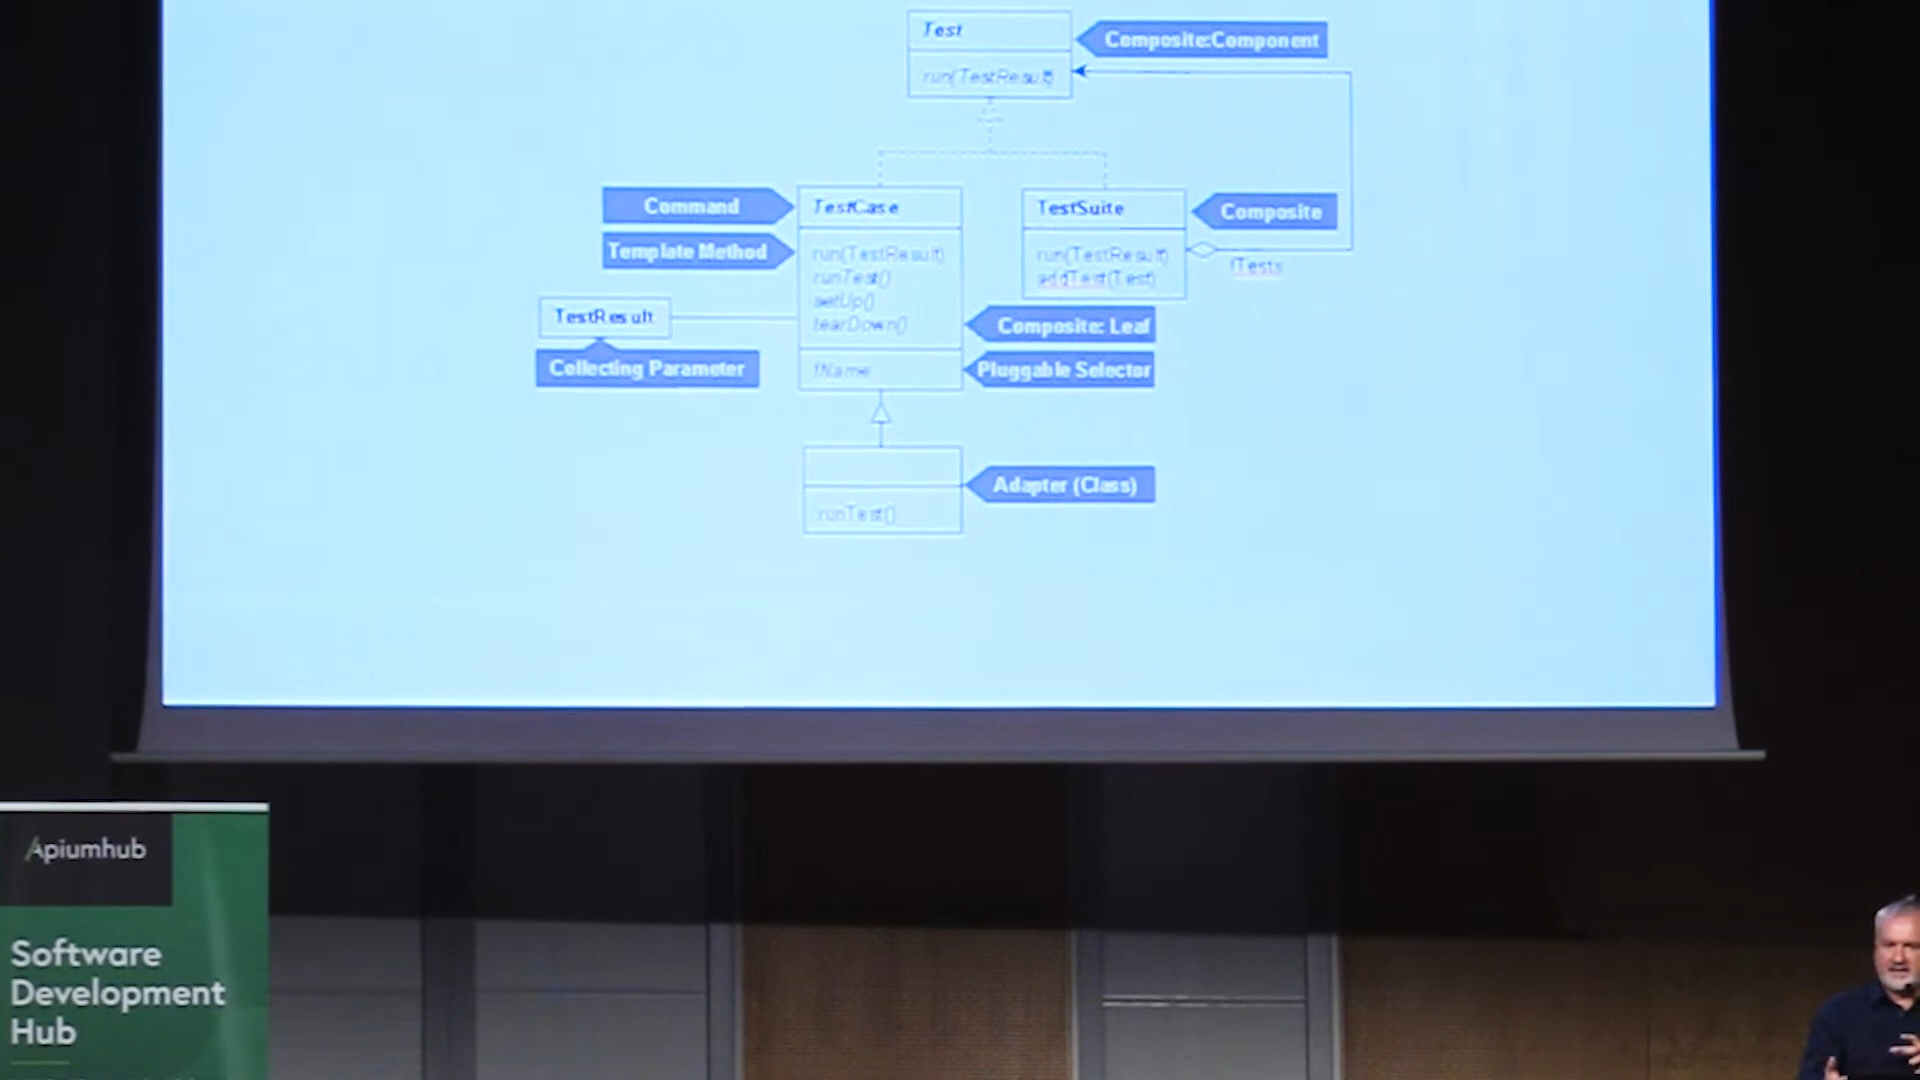 Test
Composite:Component
run(TestResult)
Command
TestCase
TestSuite
Composite
Template Method
run(TestResult)
runTest()
setUp()
tearDown()
run(TestResult)
addTest(Test)
fTests
TestResult
Composite: Leaf
Collecting Parameter
fName
Pluggable Selector
Adapter (Class)
runTest()
Apiumhub
Software
Development
Hub